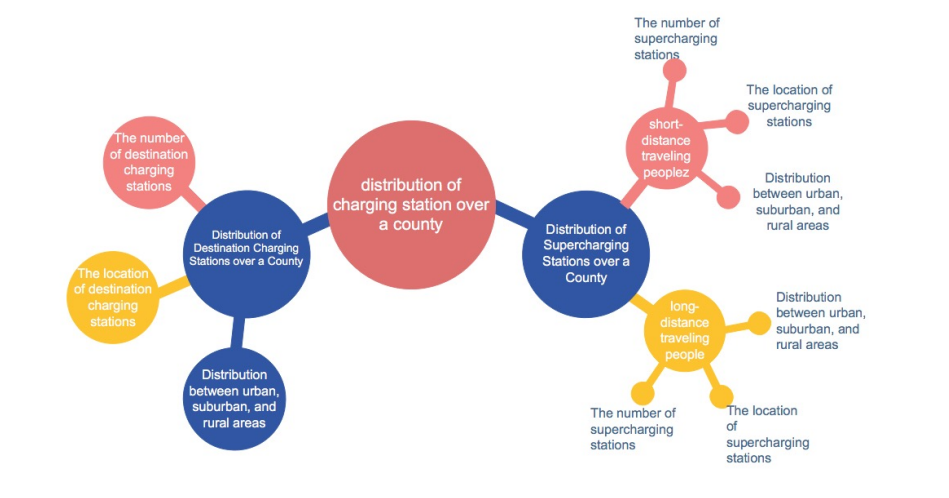 distribution of
charging station over
a county
Distribution of
Destination Charging
Stations over a County
The number
of destination
charging
stations
The location
of destination
charging
stations
Distribution
between urban,
suburban, and
rural areas
Distribution of
Supercharging
Stations over a
County
short-
distance
traveling
peoplez
The number of
supercharging
stations
The location of
supercharging
stations
Distribution
between urban,
suburban, and
rural areas
long-
distance
traveling
people
Distribution
between urban,
suburban, and
rural areas
The number of
supercharging
stations
The location
of
supercharging
stations